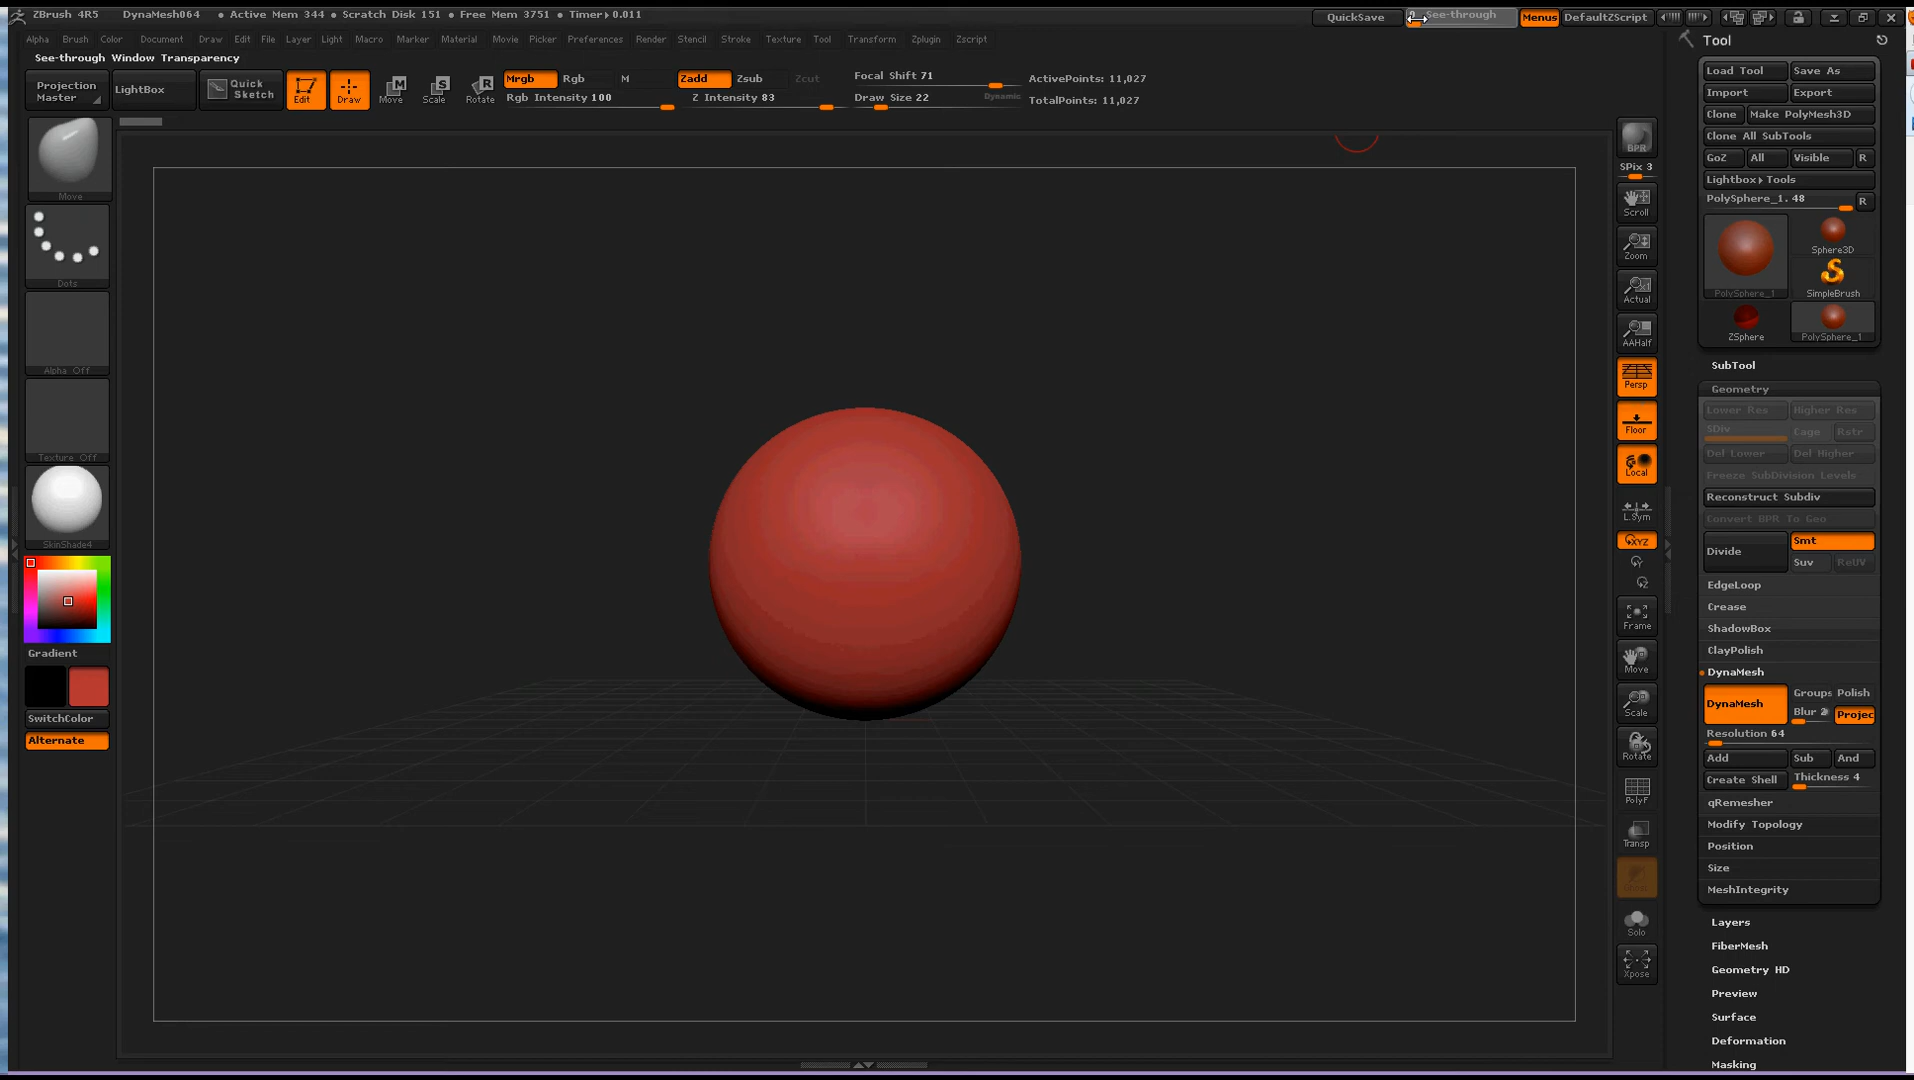 ZBrush 4R5 DynaMesh064 • Active Mem 344 • Scratch Disk 151 • Free Mem 3751 • Timer▸0.011 QuickSave See-through Menus DefaultZScript
Alpha Brush Color Document Draw Edit File Layer Light Macro Marker Material Movie Picker Preferences Render Stencil Stroke Texture Tool Transform Zplugin Zscript
See-through Window Transparency
Projection Master
LightBox
Quick Sketch
Edit
Draw
Move
Scale
Rotate
Mrgb Rgb M
Rgb Intensity 100
Zadd Zsub Zcut
Z Intensity 83
Focal Shift 71
Draw Size 22 Dynamic
ActivePoints: 11,027
TotalPoints: 11,027
Move
Dots
Alpha Off
Texture Off
SkinShade4
Gradient
SwitchColor
Alternate
BPR
SPix 3
Scroll
Zoom
Actual
AAHalf
Persp
Floor
Local
L.Sym
XYZ
Y
Z
Frame
Move
Scale
Rotate
PolyF
Transp
Solo
Xpose
Tool
Load Tool Save As
Import Export
Clone Make PolyMesh3D
Clone All SubTools
GoZ All Visible R
Lightbox▸Tools
PolySphere_1. 48 R
PolySphere_1
Sphere3D
SimpleBrush
ZSphere
PolySphere_1
SubTool
Geometry
Lower Res Higher Res
SDiv Cage Rstr
Del Lower Del Higher
Freeze SubDivision Levels
Reconstruct Subdiv
Convert BPR To Geo
Divide Smt
Suv ReUV
EdgeLoop
Crease
ShadowBox
ClayPolish
DynaMesh
DynaMesh Groups Polish
Blur 2 Projec
Resolution 64
Add Sub And
Create Shell Thickness 4
qRemesher
Modify Topology
Position
Size
MeshIntegrity
Layers
FiberMesh
Geometry HD
Preview
Surface
Deformation
Masking